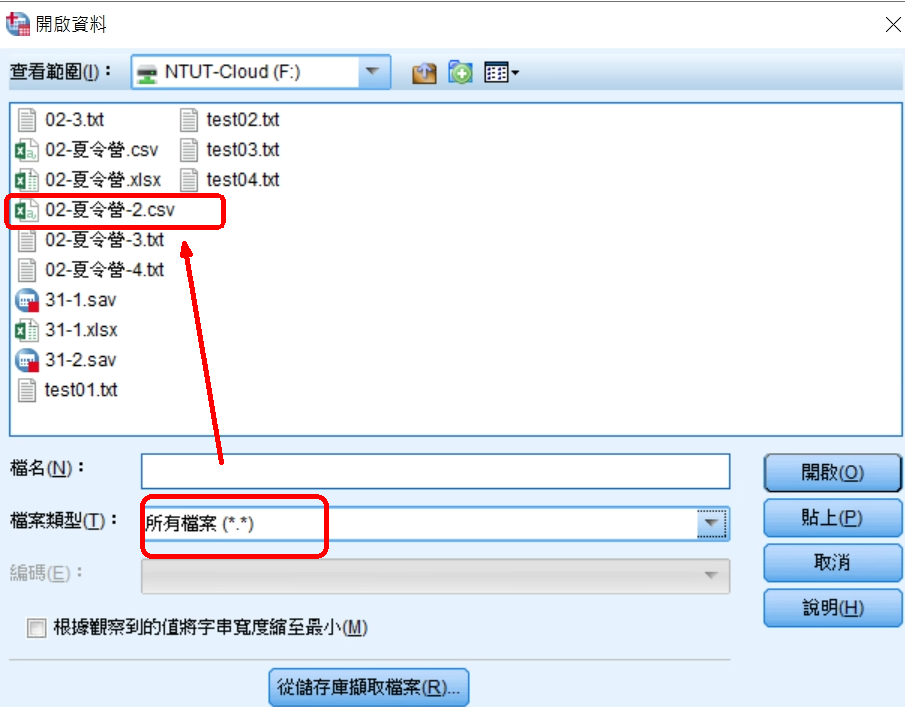 開啟資料
查看範圍(I)： NTUT-Cloud (F:)
02-3.txt
02-夏令營.csv
02-夏令營.xlsx
02-夏令營-2.csv
02-夏令營-3.txt
02-夏令營-4.txt
31-1.sav
31-1.xlsx
31-2.sav
test01.txt
test02.txt
test03.txt
test04.txt
檔名(N)：
開啟(O)
檔案類型(T)： 所有檔案 (*.*)
貼上(P)
編碼(E)：
取消
根據觀察到的值將字串寬度縮至最小(M)
說明(H)
從儲存庫擷取檔案(R)...